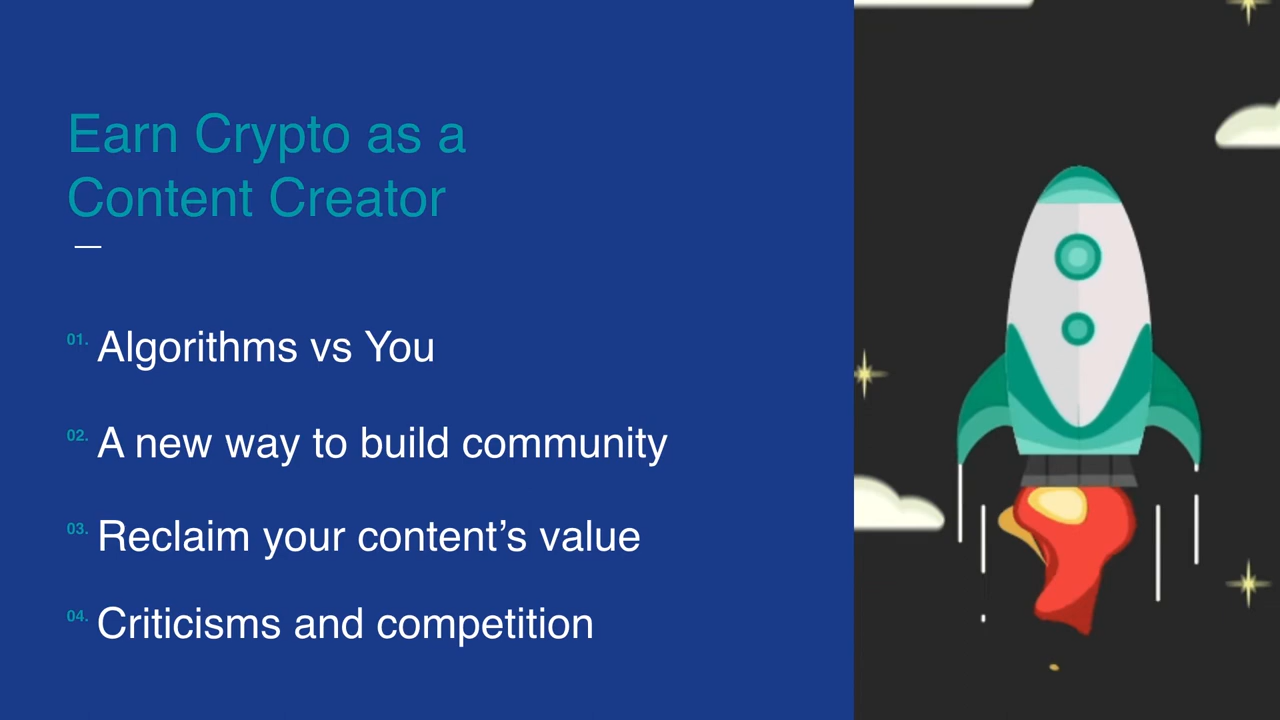 Earn Crypto as a
Content Creator
01. Algorithms vs You
02. A new way to build community
03. Reclaim your content’s value
04. Criticisms and competition